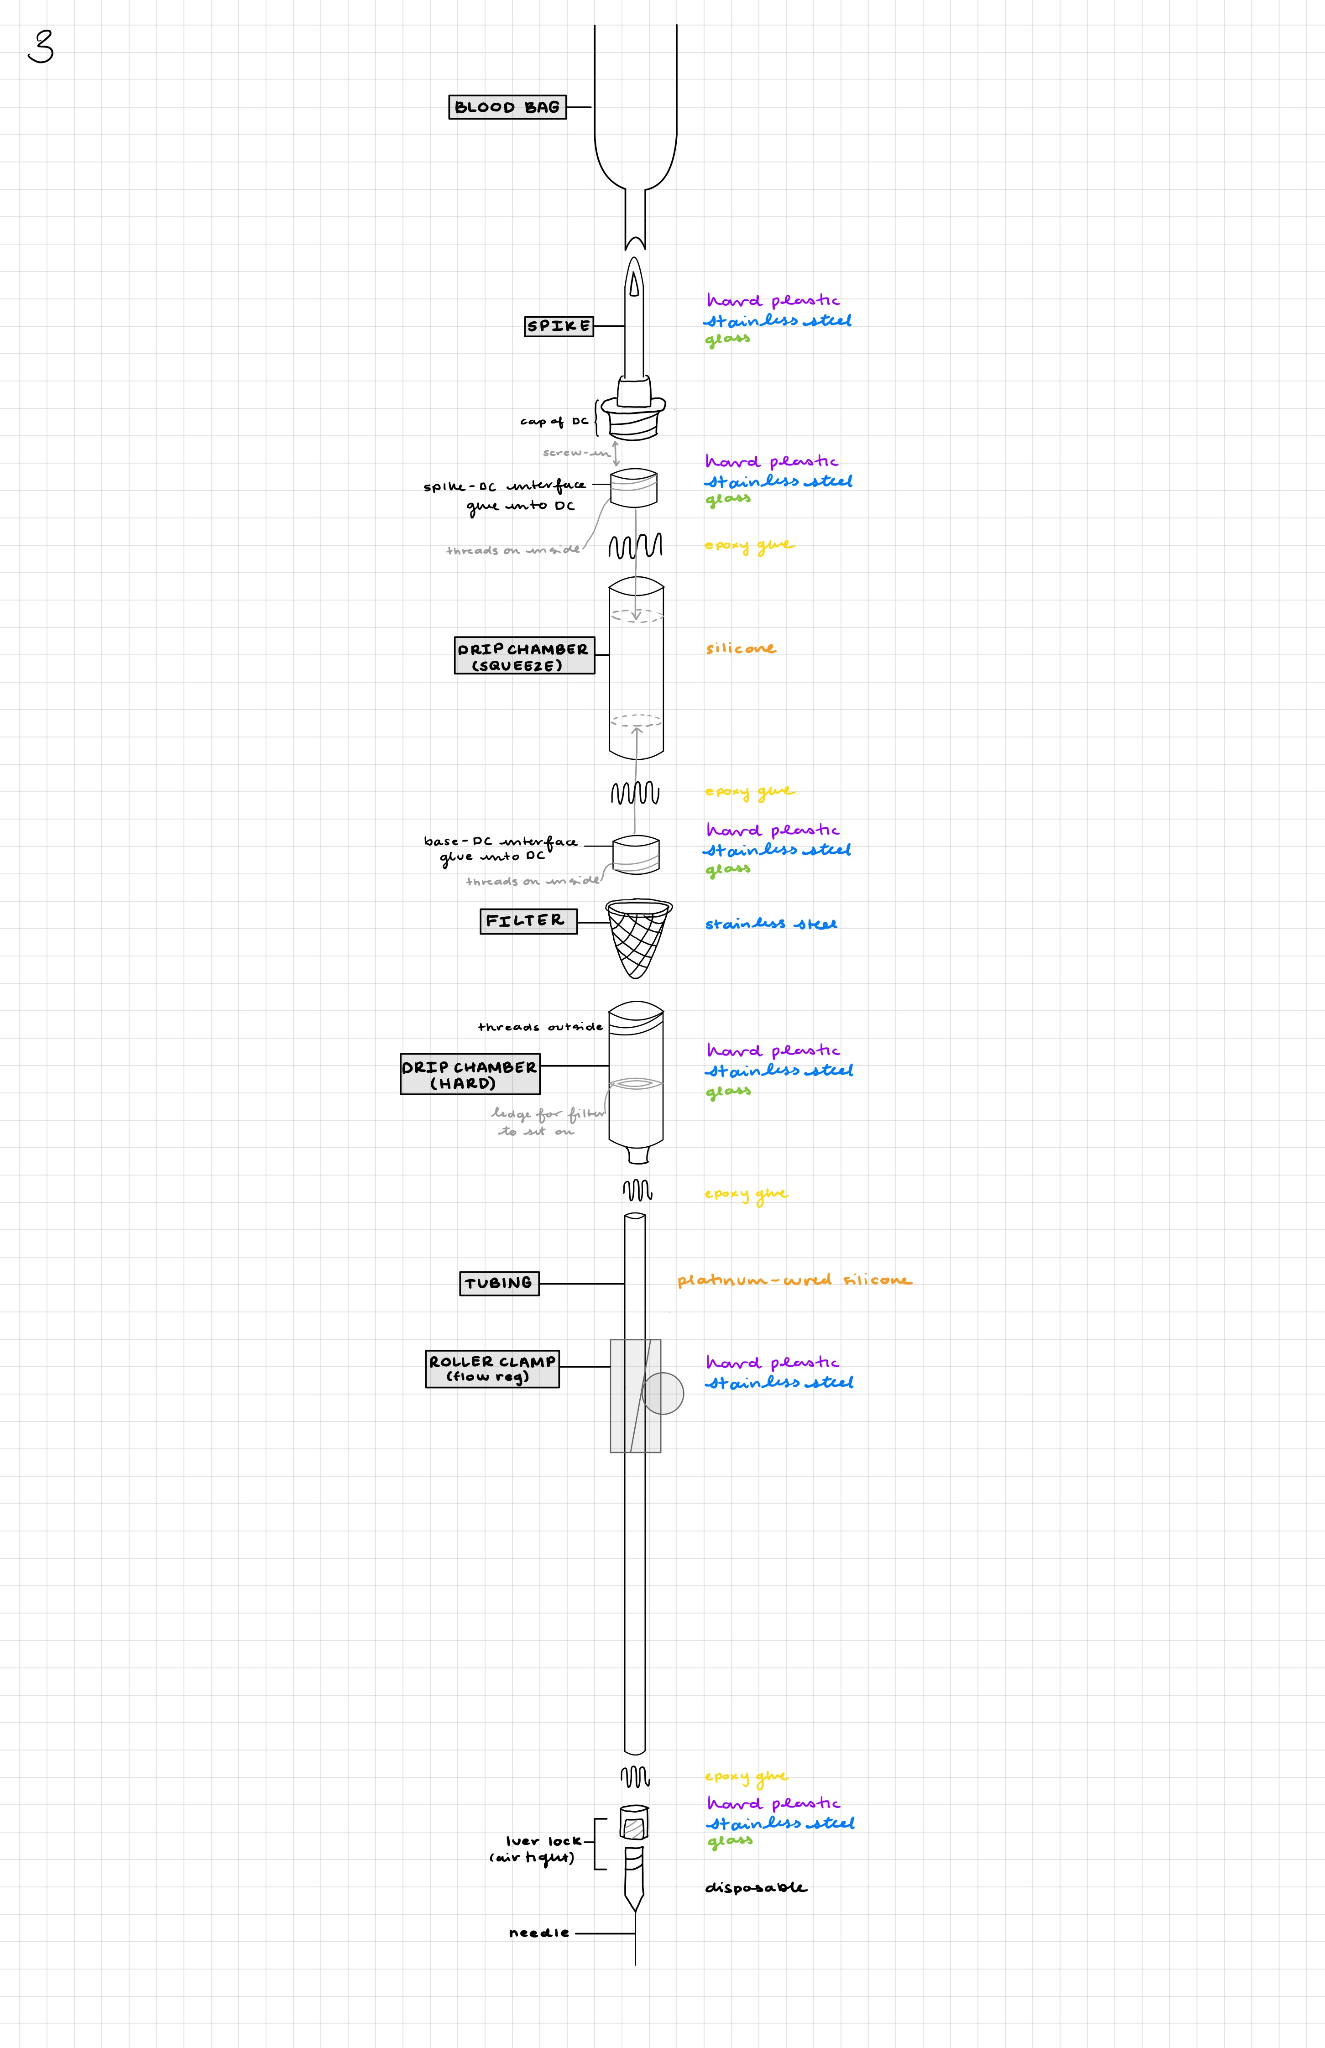 3
BLOOD BAG
hard plastic
stainless steel
glass
SPIKE
cap of DC
screw-in
hard plastic
stainless steel
glass
spike-DC interface
glue into DC
threads on inside
epoxy glue
DRIP CHAMBER
(SQUEEZE)
silicone
epoxy glue
hard plastic
stainless steel
glass
base-DC interface
glue into DC
threads on inside
FILTER
stainless steel
threads outside
DRIP CHAMBER
(HARD)
hard plastic
stainless steel
glass
ledge for filter
to sit on
epoxy glue
TUBING
platinum-cured silicone
ROLLER CLAMP
(flow reg)
hard plastic
stainless steel
epoxy glue
hard plastic
stainless steel
glass
luer lock
(air tight)
disposable
needle